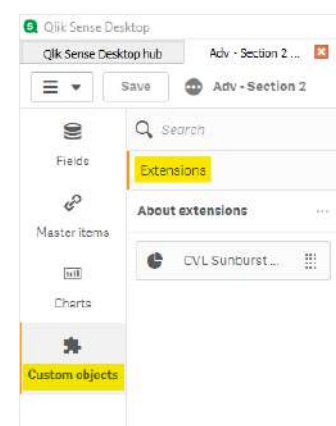 Qlik Sense Desktop
Qlik Sense Desktop hub
Adv - Section 2 ...
Save
Adv - Section 2
Search
Fields
Extensions
About extensions
...
Master items
CVL Sunburst ...
Charts
Custom objects